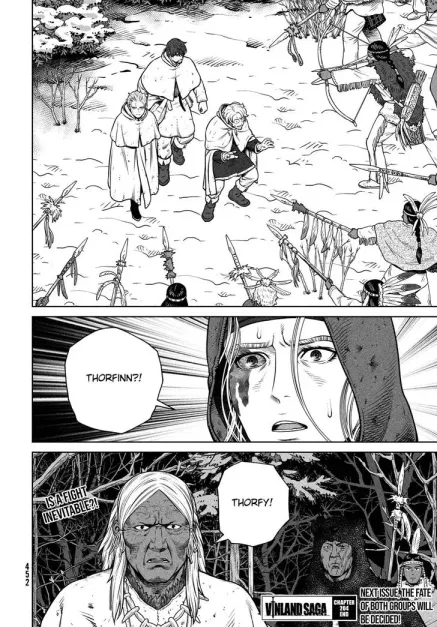 THORFINN?!
IS A FIGHT
INEVITABLE?!
THORFY?
452
VINLAND SAGA
CHAPTER
204
END
NEXT ISSUE, THE FATE
OF BOTH GROUPS WILL
BE DECIDED!